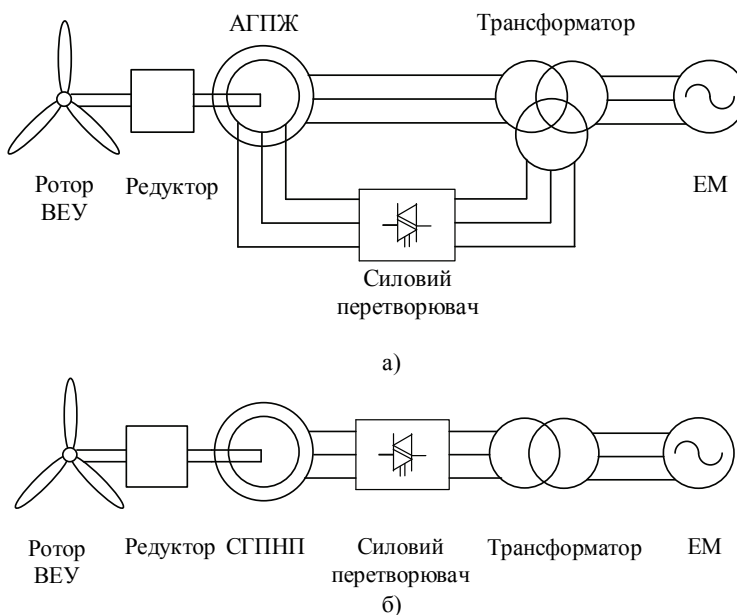 АГПЖ
Трансформатор
Ротор
ВЕУ
Редуктор
ЕМ
Силовий
перетворювач
а)
Ротор
ВЕУ
Редуктор
СГПНП
Силовий
перетворювач
Трансформатор
ЕМ
б)